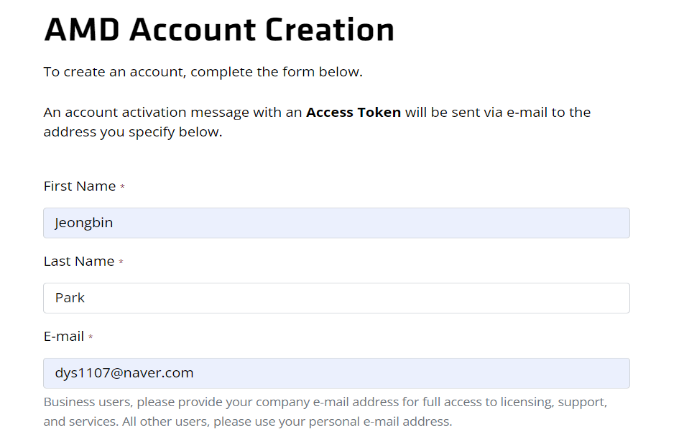 AMD Account Creation
To create an account, complete the form below.
An account activation message with an Access Token will be sent via e-mail to the
address you specify below.
First Name *
Jeongbin
Last Name *
Park
E-mail *
dys1107@naver.com
Business users, please provide your company e-mail address for full access to licensing, support,
and services. All other users, please use your personal e-mail address.